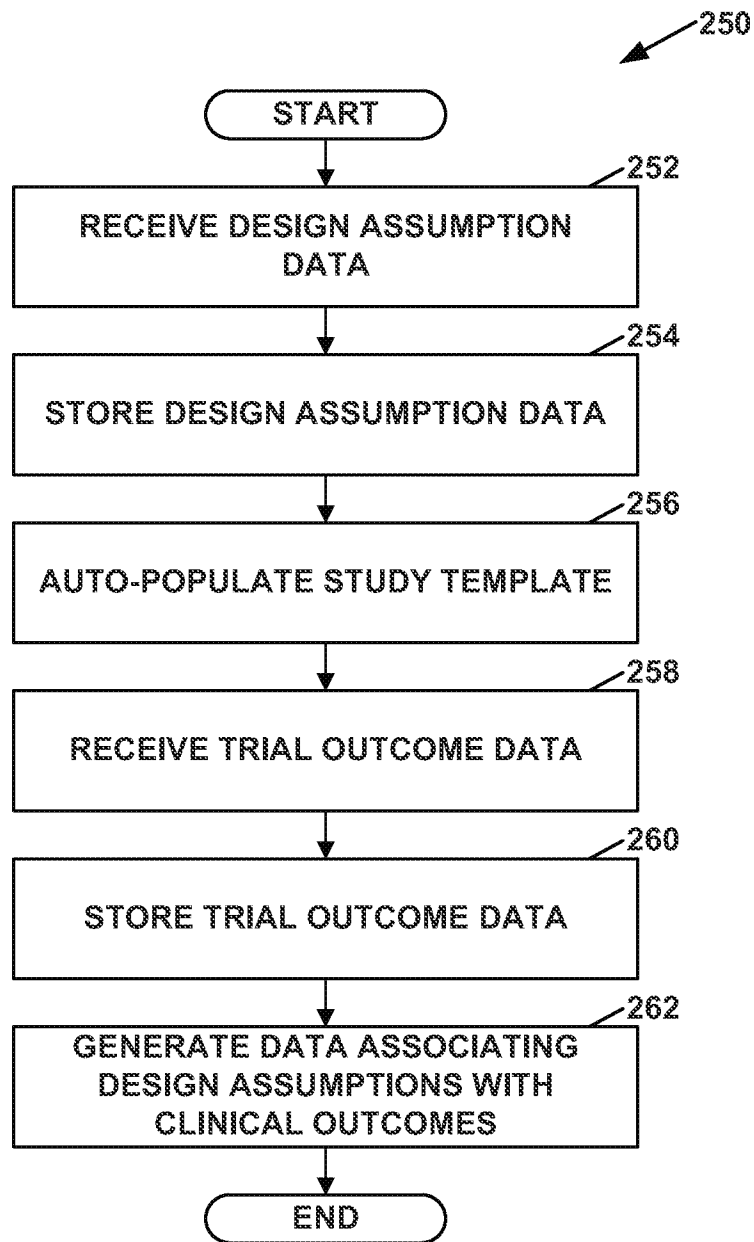 250
START
252
RECEIVE DESIGN ASSUMPTION
DATA
254
STORE DESIGN ASSUMPTION DATA
256
AUTO-POPULATE STUDY TEMPLATE
258
RECEIVE TRIAL OUTCOME DATA
260
STORE TRIAL OUTCOME DATA
262
GENERATE DATA ASSOCIATING
DESIGN ASSUMPTIONS WITH
CLINICAL OUTCOMES
END